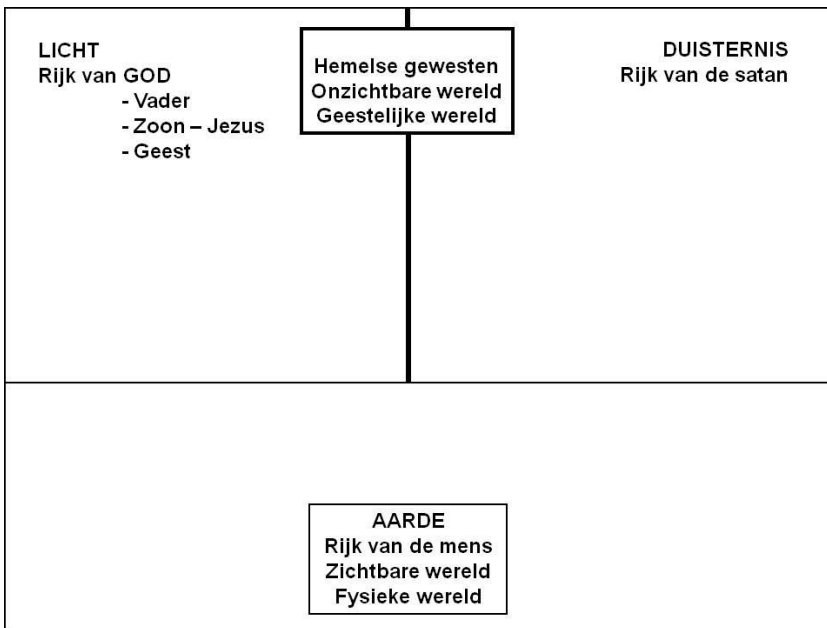 LICHT
Rijk van GOD
- Vader
- Zoon – Jezus
- Geest
Hemelse gewesten
Onzichtbare wereld
Geestelijke wereld
DUISTERNIS
Rijk van de satan
AARDE
Rijk van de mens
Zichtbare wereld
Fysieke wereld